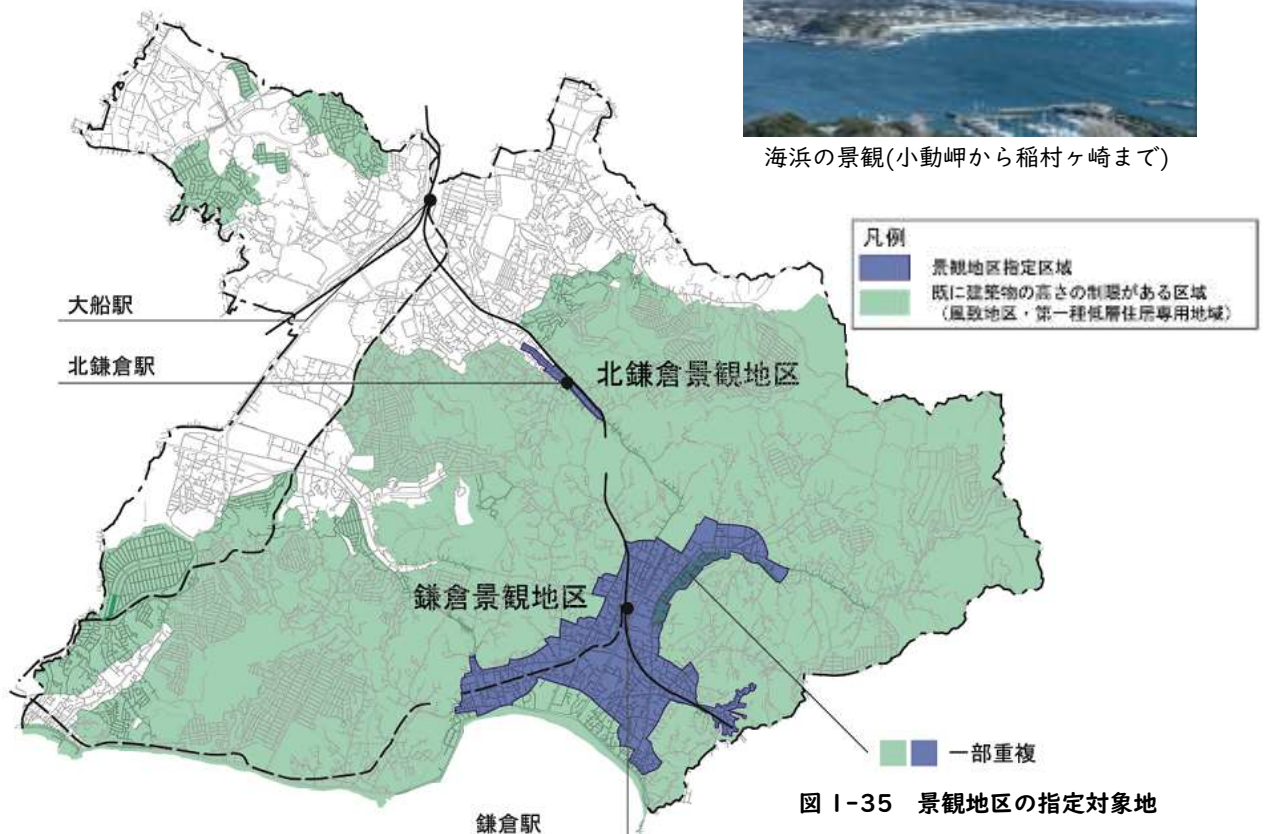 海浜の景観(小動岬から稲村ヶ崎まで)
凡例
景観地区指定区域
既に建築物の高さの制限がある区域
(風致地区・第一種低層住居専用地域)
大船駅
北鎌倉駅
北鎌倉景観地区
鎌倉景観地区
一部重複
図 1-35 景観地区の指定対象地
鎌倉駅